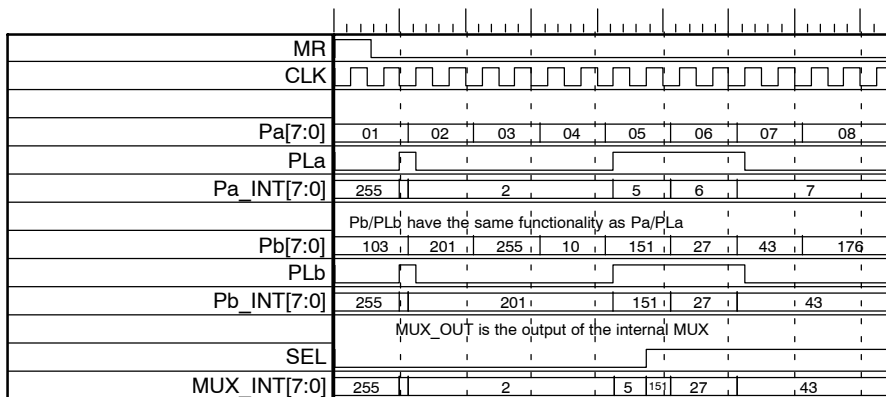 MR
CLK
Pa[7:0] 01 02 03 04 05 06 07 08
PLa
Pa_INT[7:0] 255 2 5 6 7
Pb/PLb have the same functionality as Pa/PLa
Pb[7:0] 103 201 255 10 151 27 43 176
PLb
Pb_INT[7:0] 255 201 151 27 43
MUX_OUT is the output of the internal MUX
SEL
MUX_INT[7:0] 255 2 5 151 27 43